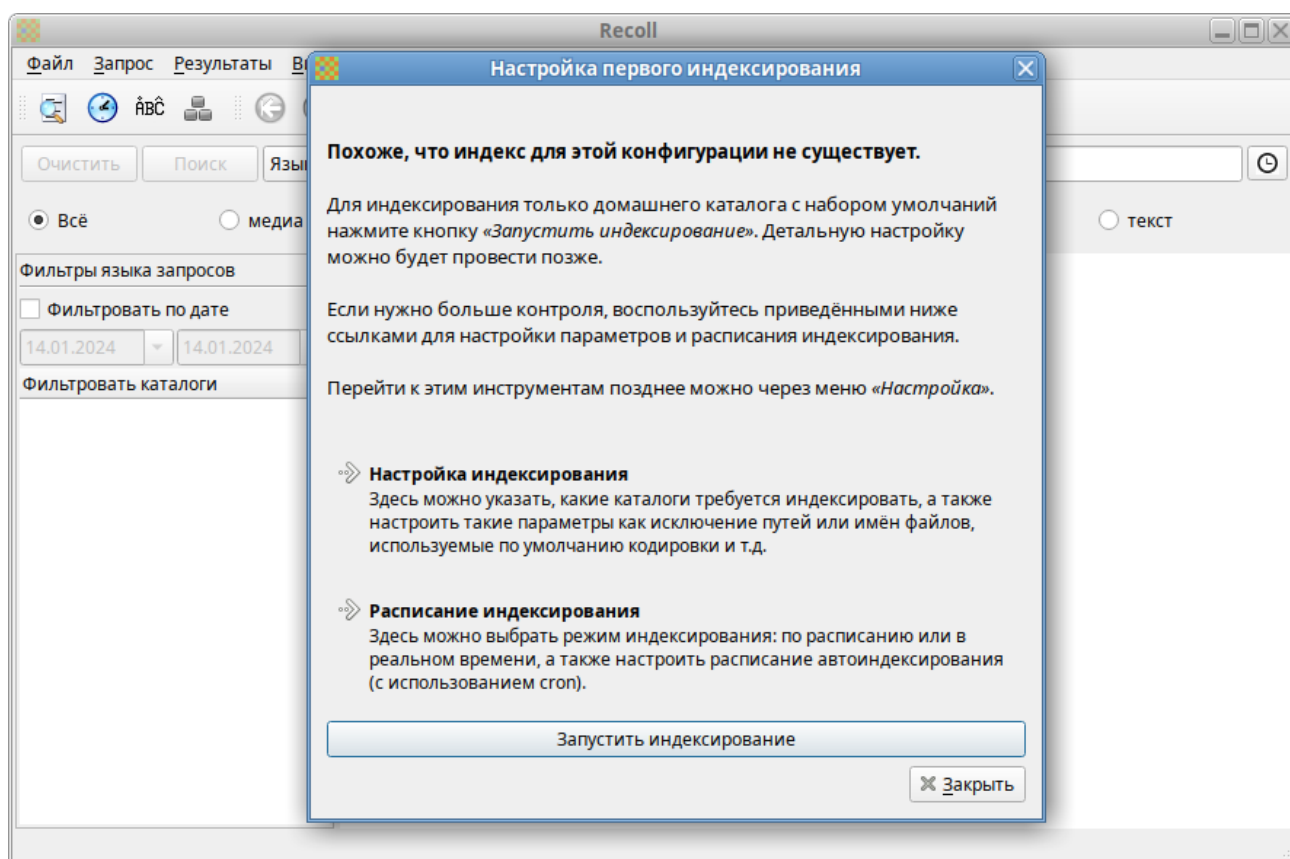 Recoll
Файл Запрос Результаты
Настройка первого индексирования
ÂBĈ
Очистить Поиск
Всё медиа текст
Фильтры языка запросов
Фильтровать по дате
14.01.2024 14.01.2024
Фильтровать каталоги
Похоже, что индекс для этой конфигурации не существует.
Для индексирования только домашнего каталога с набором умолчаний
нажмите кнопку «Запустить индексирование». Детальную настройку
можно будет провести позже.
Если нужно больше контроля, воспользуйтесь приведёнными ниже
ссылками для настройки параметров и расписания индексирования.
Перейти к этим инструментам позднее можно через меню «Настройка».
Настройка индексирования
Здесь можно указать, какие каталоги требуется индексировать, а также
настроить такие параметры как исключение путей или имён файлов,
используемые по умолчанию кодировки и т.д.
Расписание индексирования
Здесь можно выбрать режим индексирования: по расписанию или в
реальном времени, а также настроить расписание автоиндексирования
(с использованием cron).
Запустить индексирование
Закрыть